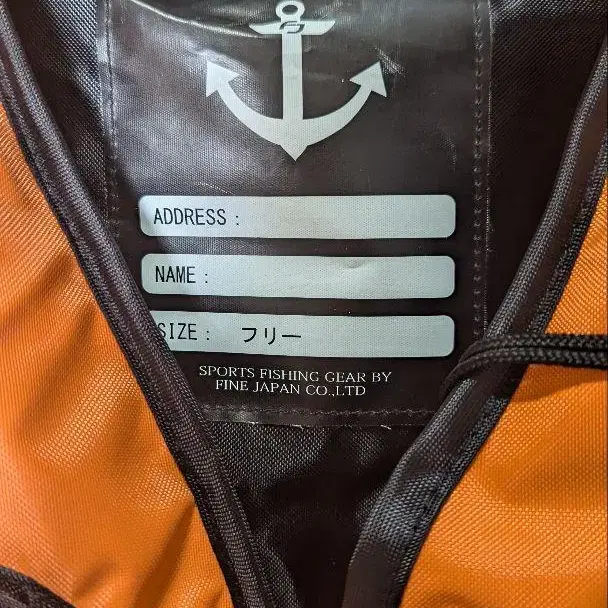 ADDRESS :
NAME :
SIZE : フリー
SPORTS FISHING GEAR BY
FINE JAPAN CO.,LTD